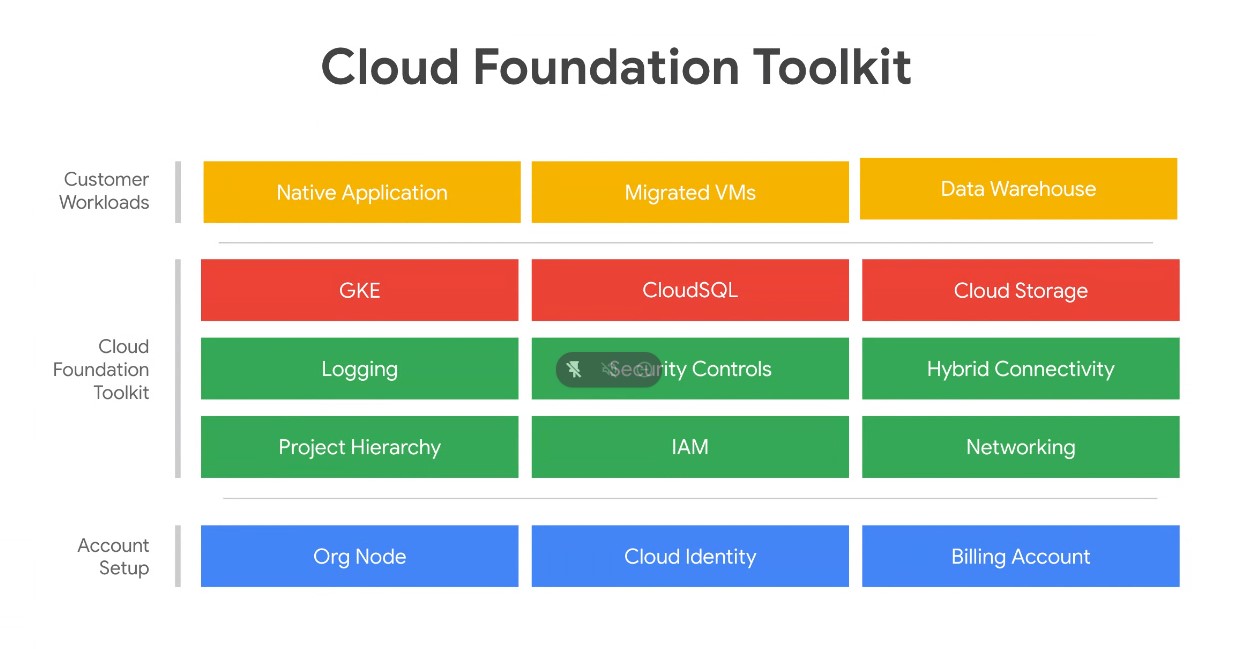 Cloud Foundation Toolkit
Customer
Workloads
Native Application
Migrated VMs
Data Warehouse
Cloud
Foundation
Toolkit
GKE
CloudSQL
Cloud Storage
Logging
Security Controls
Hybrid Connectivity
Project Hierarchy
IAM
Networking
Account
Setup
Org Node
Cloud Identity
Billing Account